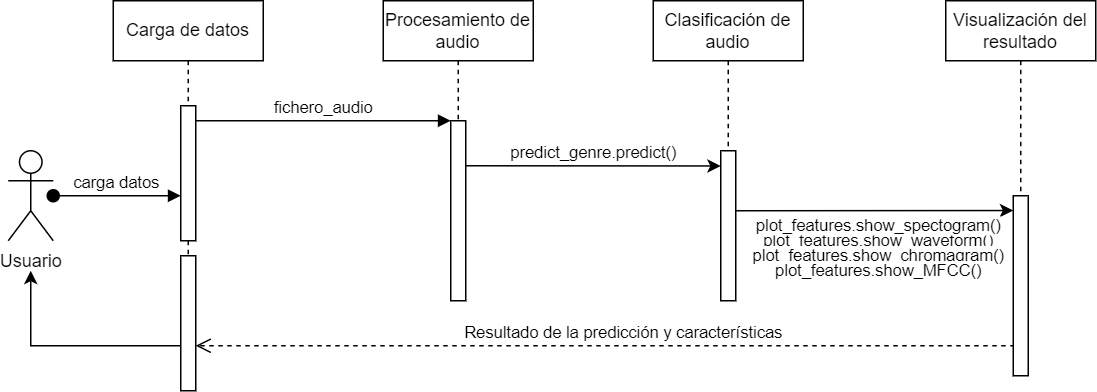 Carga de datos
Procesamiento de
audio
Clasificación de
audio
Visualización del
resultado
fichero_audio
predict_genre.predict()
carga datos
plot_features.show_spectogram()
plot_features.show_waveform()
plot_features.show_chromagram()
plot_features.show_MFCC()
Usuario
Resultado de la predicción y características